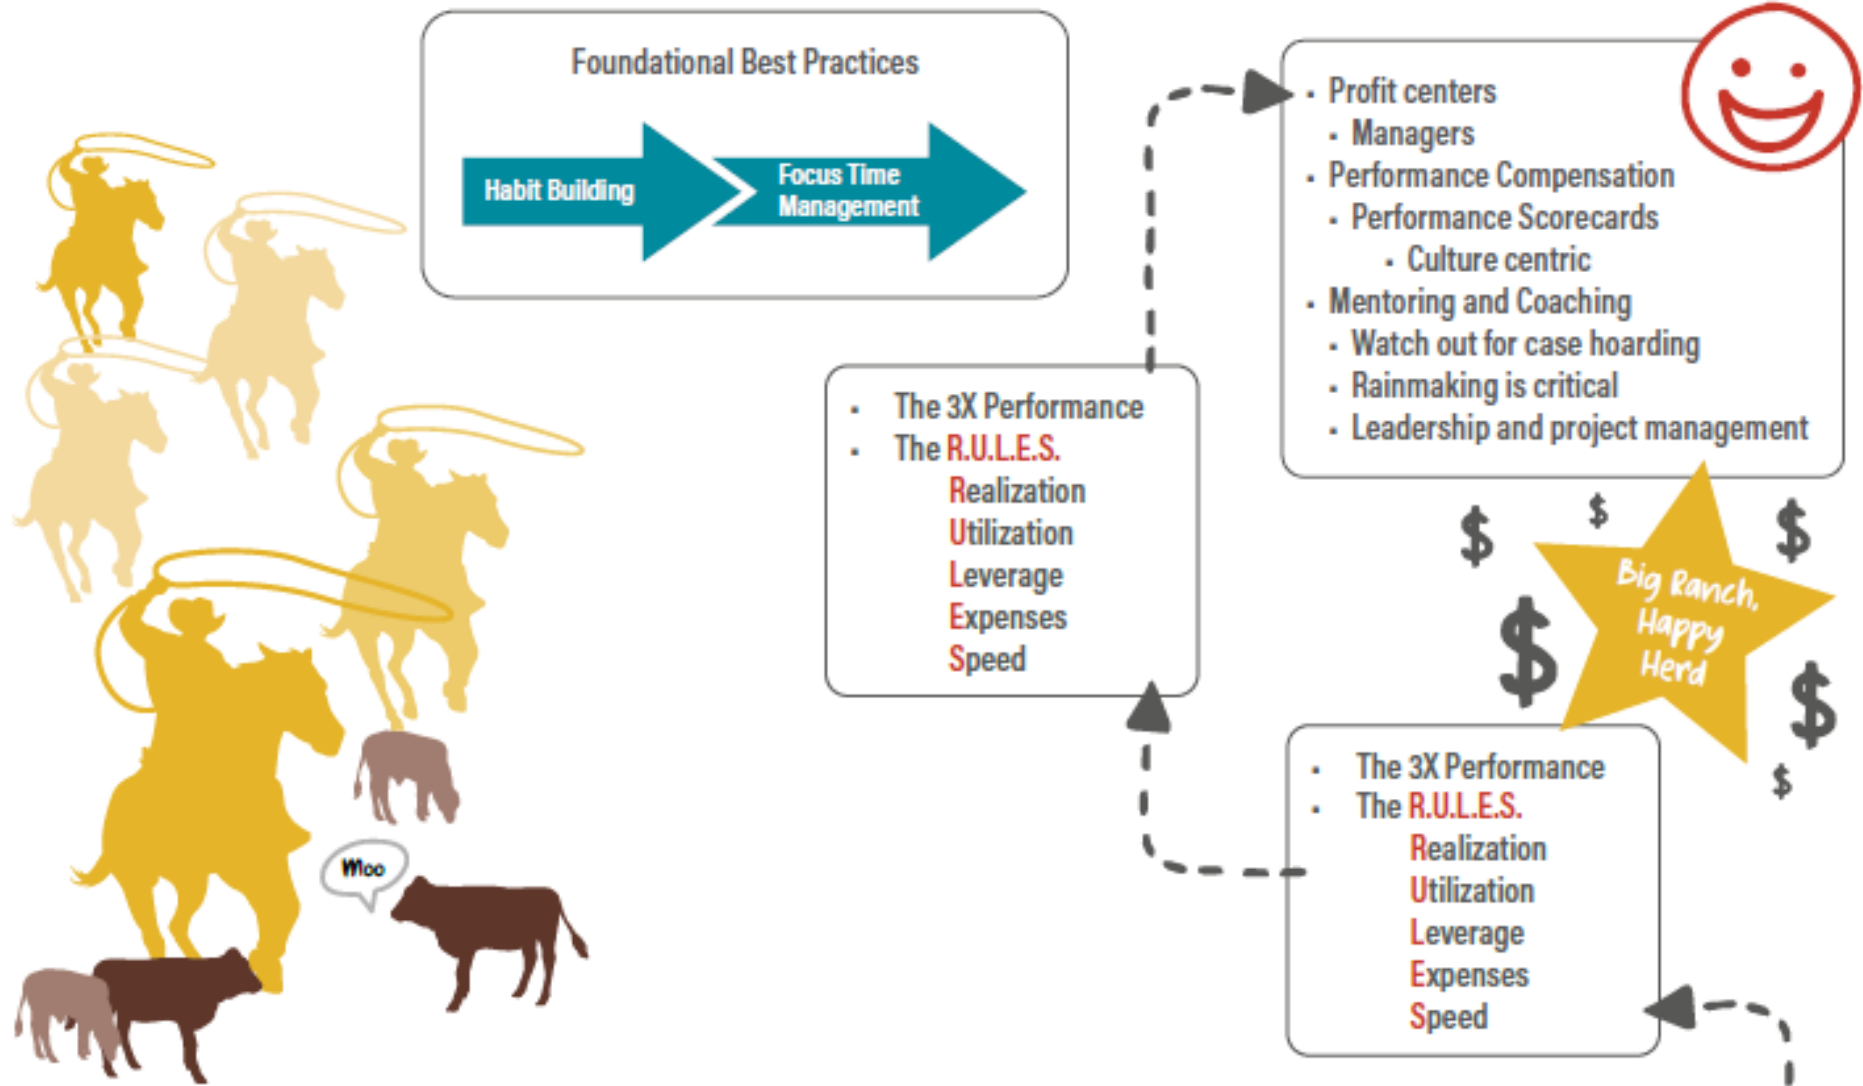 Foundational Best Practices
Habit Building
Focus Time
Management
• Profit centers
• Managers
• Performance Compensation
• Performance Scorecards
• Culture centric
• Mentoring and Coaching
• Watch out for case hoarding
• Rainmaking is critical
• Leadership and project management
• The 3X Performance
• The R.U.L.E.S.
Realization
Utilization
Leverage
Expenses
Speed
$ $ $
Big Ranch,
Happy
Herd
$ $
$
• The 3X Performance
• The R.U.L.E.S.
Realization
Utilization
Leverage
Expenses
Speed
Moo